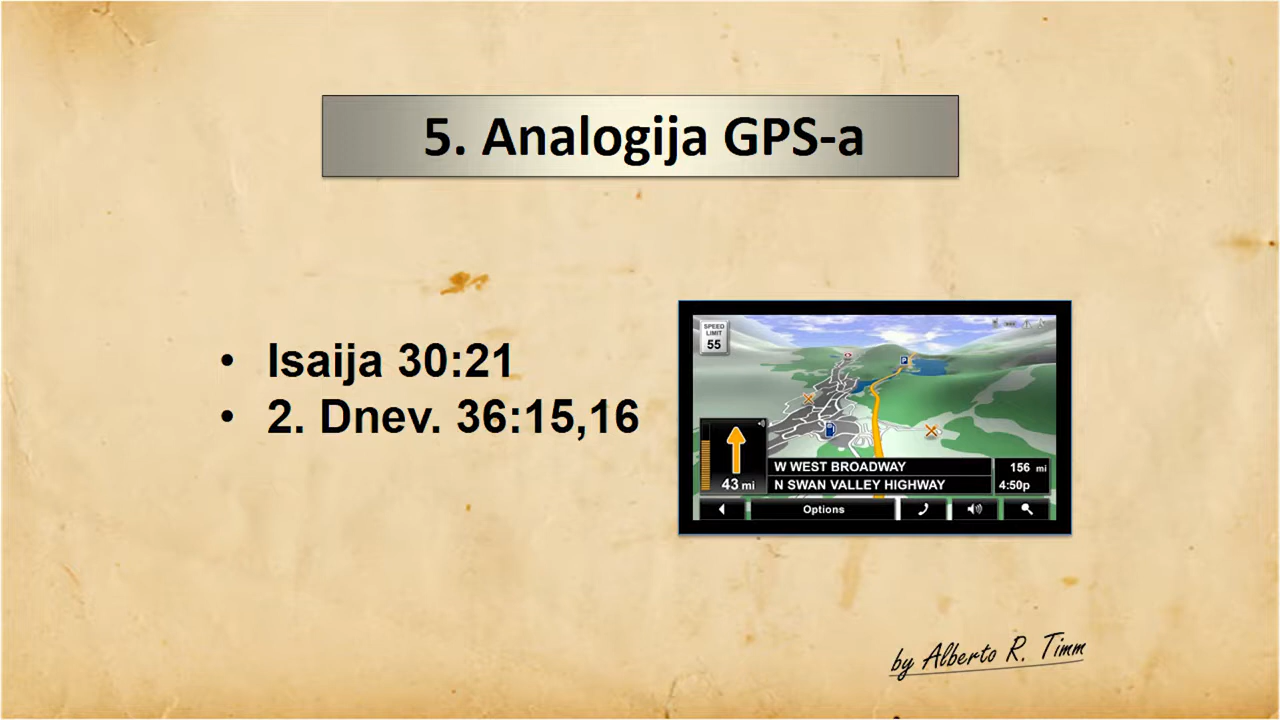 5. Analogija GPS-a
• Isaija 30:21
• 2. Dnev. 36:15,16
SPEED
LIMIT
55
P
43 mi
W WEST BROADWAY
N SWAN VALLEY HIGHWAY
156 mi
4:50p
Options
by Alberto R. Timm